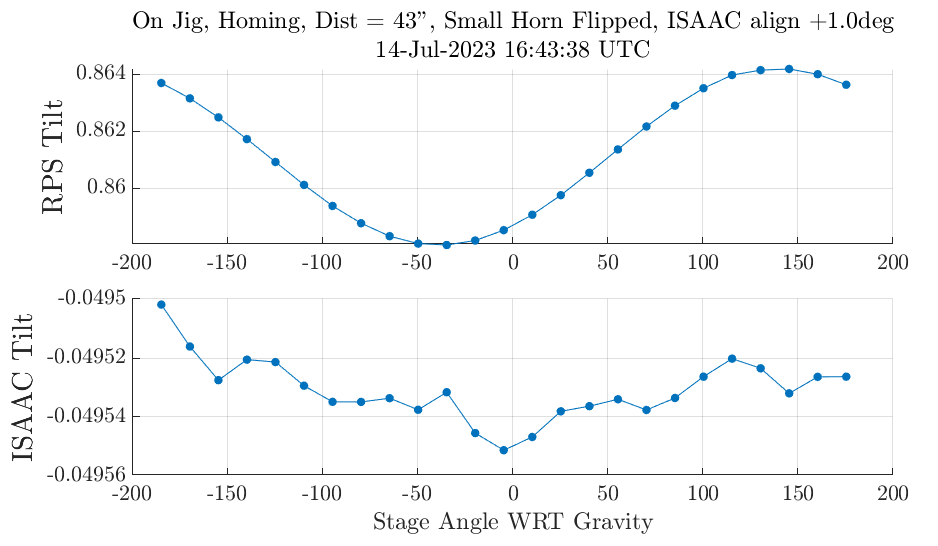 On Jig, Homing, Dist = 43”, Small Horn Flipped, ISAAC align +1.0deg
14-Jul-2023 16:43:38 UTC
RPS Tilt
0.864
0.862
0.86
-200 -150 -100 -50 0 50 100 150 200
ISAAC Tilt
-0.0495
-0.04952
-0.04954
-0.04956
-200 -150 -100 -50 0 50 100 150 200
Stage Angle WRT Gravity